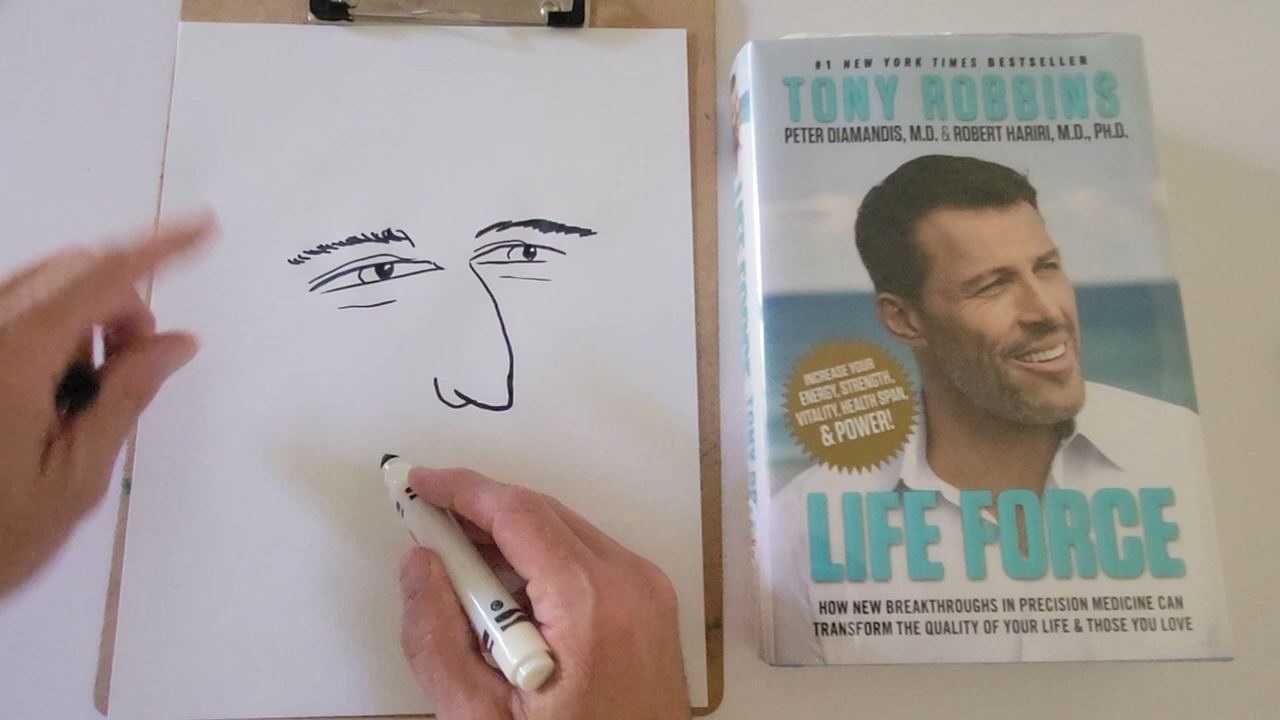 #1 NEW YORK TIMES BESTSELLER
TONY ROBBINS
PETER DIAMANDIS, M.D. & ROBERT HARIRI, M.D., PH.D.
INCREASE YOUR
ENERGY, STRENGTH,
VITALITY, HEALTH SPAN,
& POWER!
LIFE FORCE
HOW NEW BREAKTHROUGHS IN PRECISION MEDICINE CAN
TRANSFORM THE QUALITY OF YOUR LIFE & THOSE YOU LOVE